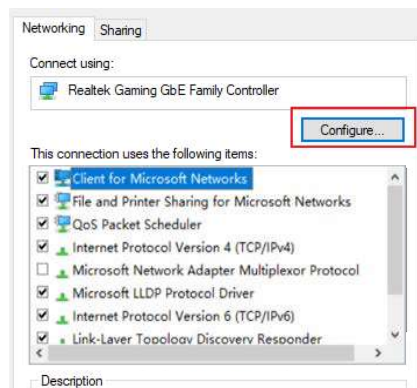 Networking Sharing
Connect using:
Realtek Gaming GbE Family Controller
Configure...
This connection uses the following items:
Client for Microsoft Networks
File and Printer Sharing for Microsoft Networks
QoS Packet Scheduler
Internet Protocol Version 4 (TCP/IPv4)
Microsoft Network Adapter Multiplexor Protocol
Microsoft LLDP Protocol Driver
Internet Protocol Version 6 (TCP/IPv6)
Link-Layer Topology Discovery Responder
Description